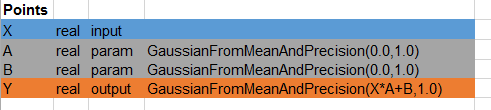 Points
X real input
A real param GaussianFromMeanAndPrecision(0.0,1.0)
B real param GaussianFromMeanAndPrecision(0.0,1.0)
Y real output GaussianFromMeanAndPrecision(X*A+B,1.0)